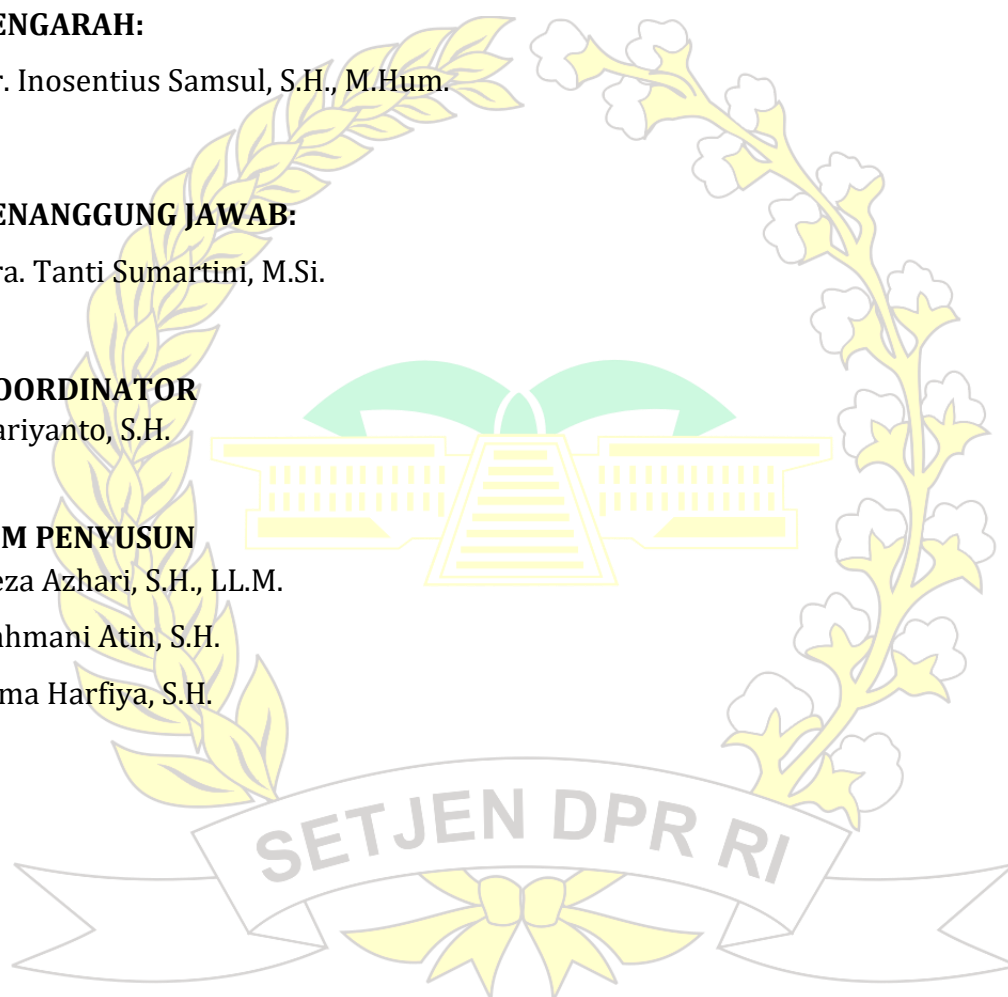 ENGARAH:
r. Inosentius Samsul, S.H., M.Hum.
ENANGGUNG JAWAB:
ra. Tanti Sumartini, M.Si.
OORDINATOR
ariyanto, S.H.
M PENYUSUN
eza Azhari, S.H., LL.M.
ahmani Atin, S.H.
ma Harfiya, S.H.
SETJEN DPR RI